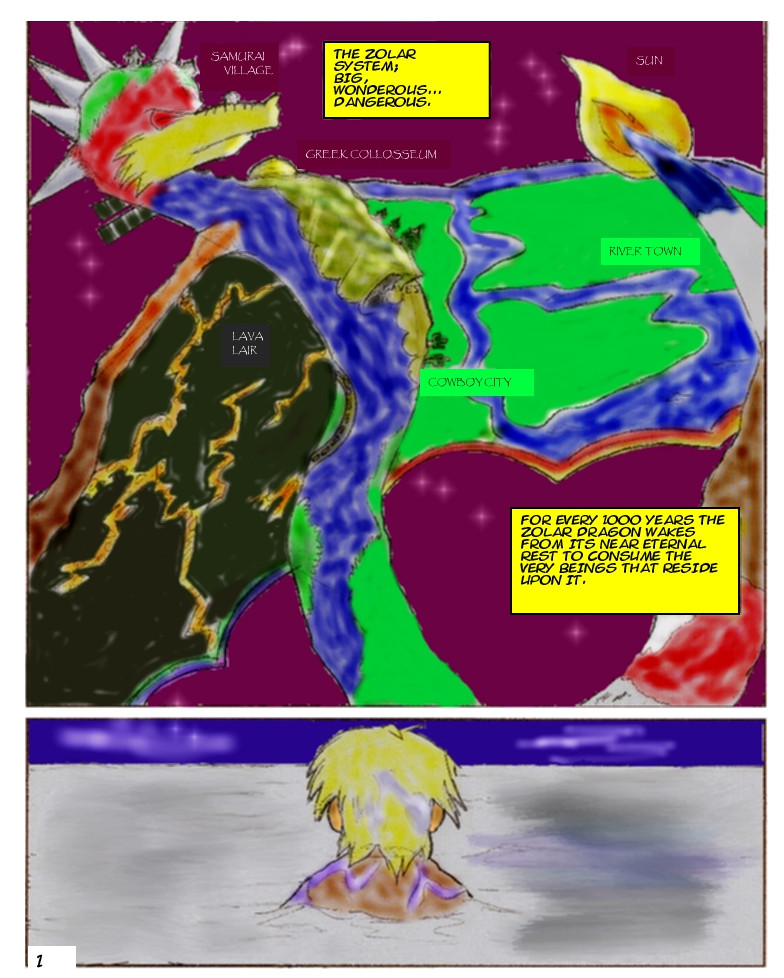 SAMURAI
VILLAGE
THE ZOLAR
SYSTEM;
BIG,
WONDEROUS...
DANGEROUS.
SUN
GREEK COLLOSSEUM
RIVER TOWN
LAVA
LAIR
COWBOY CITY
FOR EVERY 1000 YEARS THE
ZOLAR DRAGON WAKES
FROM ITS NEAR ETERNAL
REST TO CONSUME THE
VERY BEINGS THAT RESIDE
UPON IT.
1